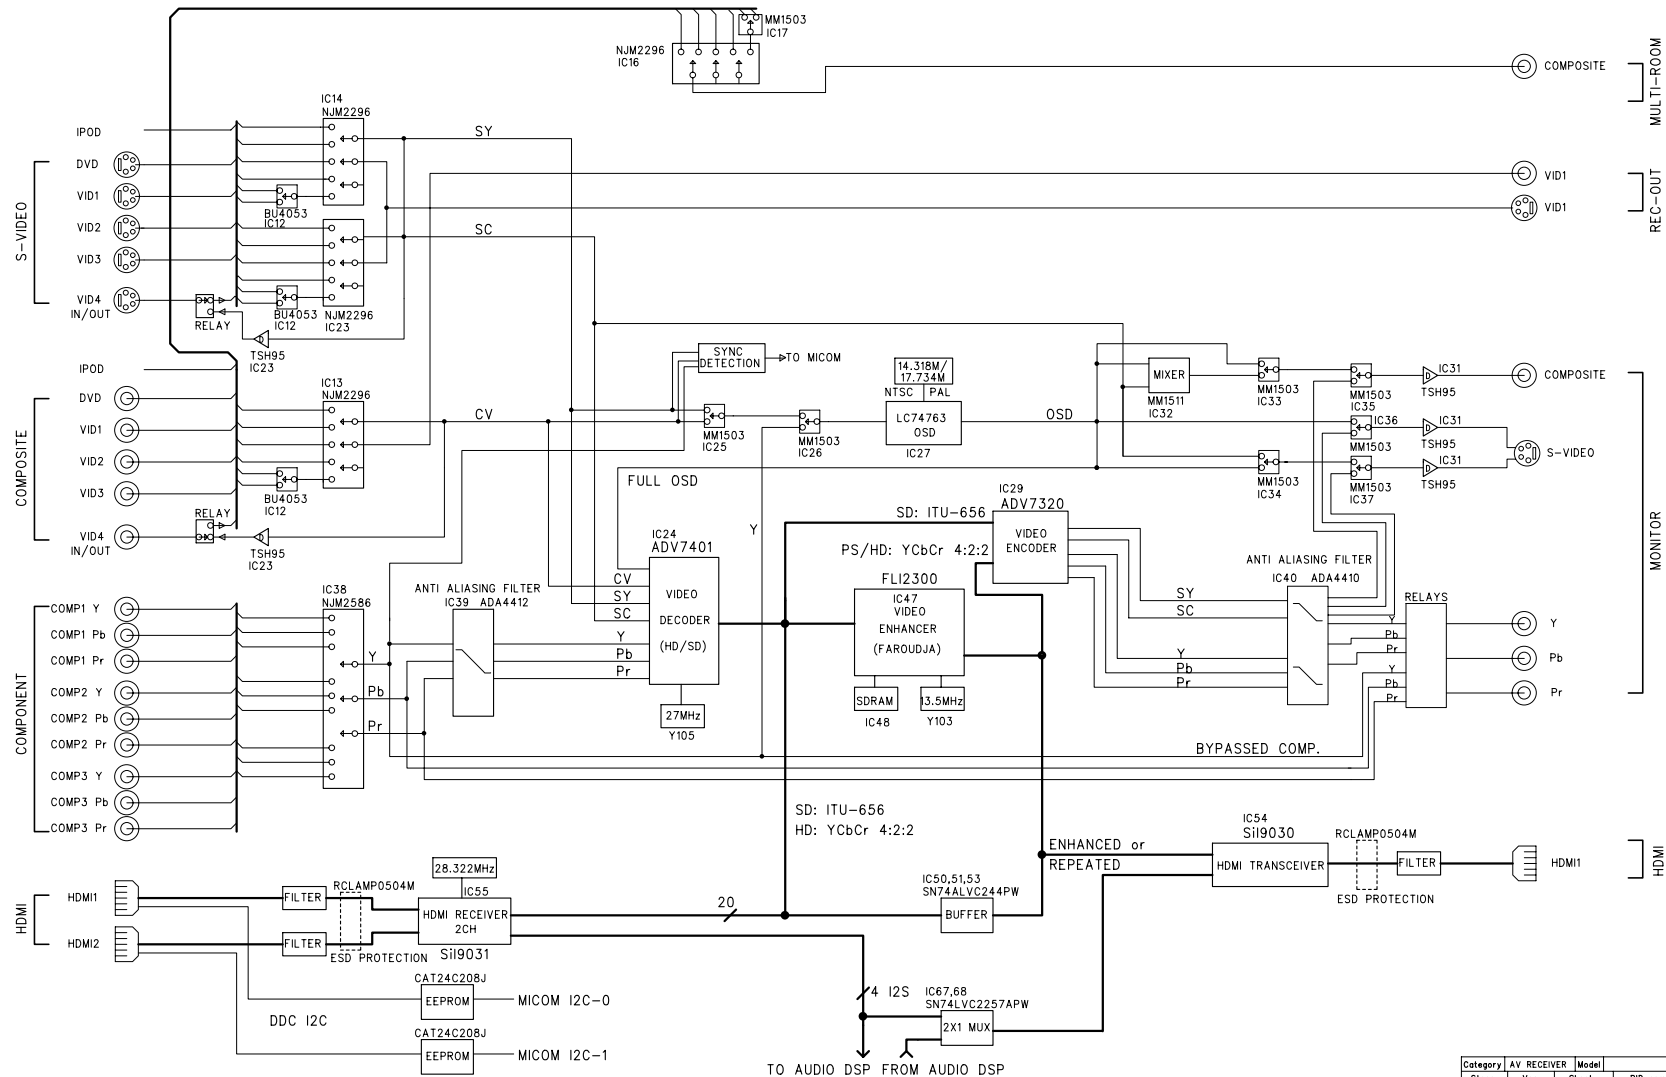 MM1503
IC17
NJM2296
IC16
COMPOSITE
MULTI-ROOM
IC14
NJM2296
IPOD
DVD
VID1
VID2
VID3
VID4
IN/OUT
S-VIDEO
BU4053
IC12
BU4053
IC12
NJM2296
IC23
RELAY
TSH95
IC23
SY
SC
VID1
VID1
REC-OUT
IPOD
DVD
VID1
VID2
VID3
VID4
IN/OUT
COMPOSITE
IC13
NJM2296
BU4053
IC12
RELAY
TSH95
IC23
CV
SYNC
DETECTION
TO MICOM
MM1503
IC25
MM1503
IC26
14.318M/
17.734M
NTSC
PAL
LC74763
OSD
IC27
OSD
MIXER
MM1511
IC32
MM1503
IC33
MM1503
IC35
IC31
TSH95
COMPOSITE
IC36
MM1503
IC31
TSH95
MM1503
IC34
MM1503
IC37
IC31
TSH95
S-VIDEO
MONITOR
FULL OSD
Y
IC24
ADV7401
VIDEO
DECODER
(HD/SD)
CV
SY
SC
Y
Pb
Pr
27MHz
Y105
SD: ITU-656
PS/HD: YCbCr 4:2:2
IC29
ADV7320
VIDEO
ENCODER
FLI2300
IC47
VIDEO
ENHANCER
(FAROUDJA)
SDRAM
IC48
13.5MHz
Y103
SY
SC
Y
Pb
Pr
ANTI ALIASING FILTER
IC40
ADA4410
RELAYS
Y
Pb
Pr
Y
Pb
Pr
Y
Pb
Pr
BYPASSED COMP.
COMP1 Y
COMP1 Pb
COMP1 Pr
COMP2 Y
COMP2 Pb
COMP2 Pr
COMP3 Y
COMP3 Pb
COMP3 Pr
COMPONENT
IC38
NJM2586
Y
Pb
Pr
ANTI ALIASING FILTER
IC39
ADA4412
SD: ITU-656
HD: YCbCr 4:2:2
ENHANCED or
REPEATED
IC54
SiI9030
HDMI TRANSCEIVER
RCLAMP0504M
FILTER
ESD PROTECTION
HDMI1
HDMI
HDMI
HDMI1
HDMI2
FILTER
FILTER
RCLAMP0504M
ESD PROTECTION
28.322MHz
IC55
HDMI RECEIVER
2CH
SiI9031
20
IC50,51,53
SN74ALVC244PW
BUFFER
CAT24C208J
EEPROM
MICOM I2C-0
DDC I2C
CAT24C208J
EEPROM
MICOM I2C-1
4 I2S
IC67,68
SN74LVC2257APW
2X1 MUX
TO AUDIO DSP
FROM AUDIO DSP
Category
AV RECEIVER
Model